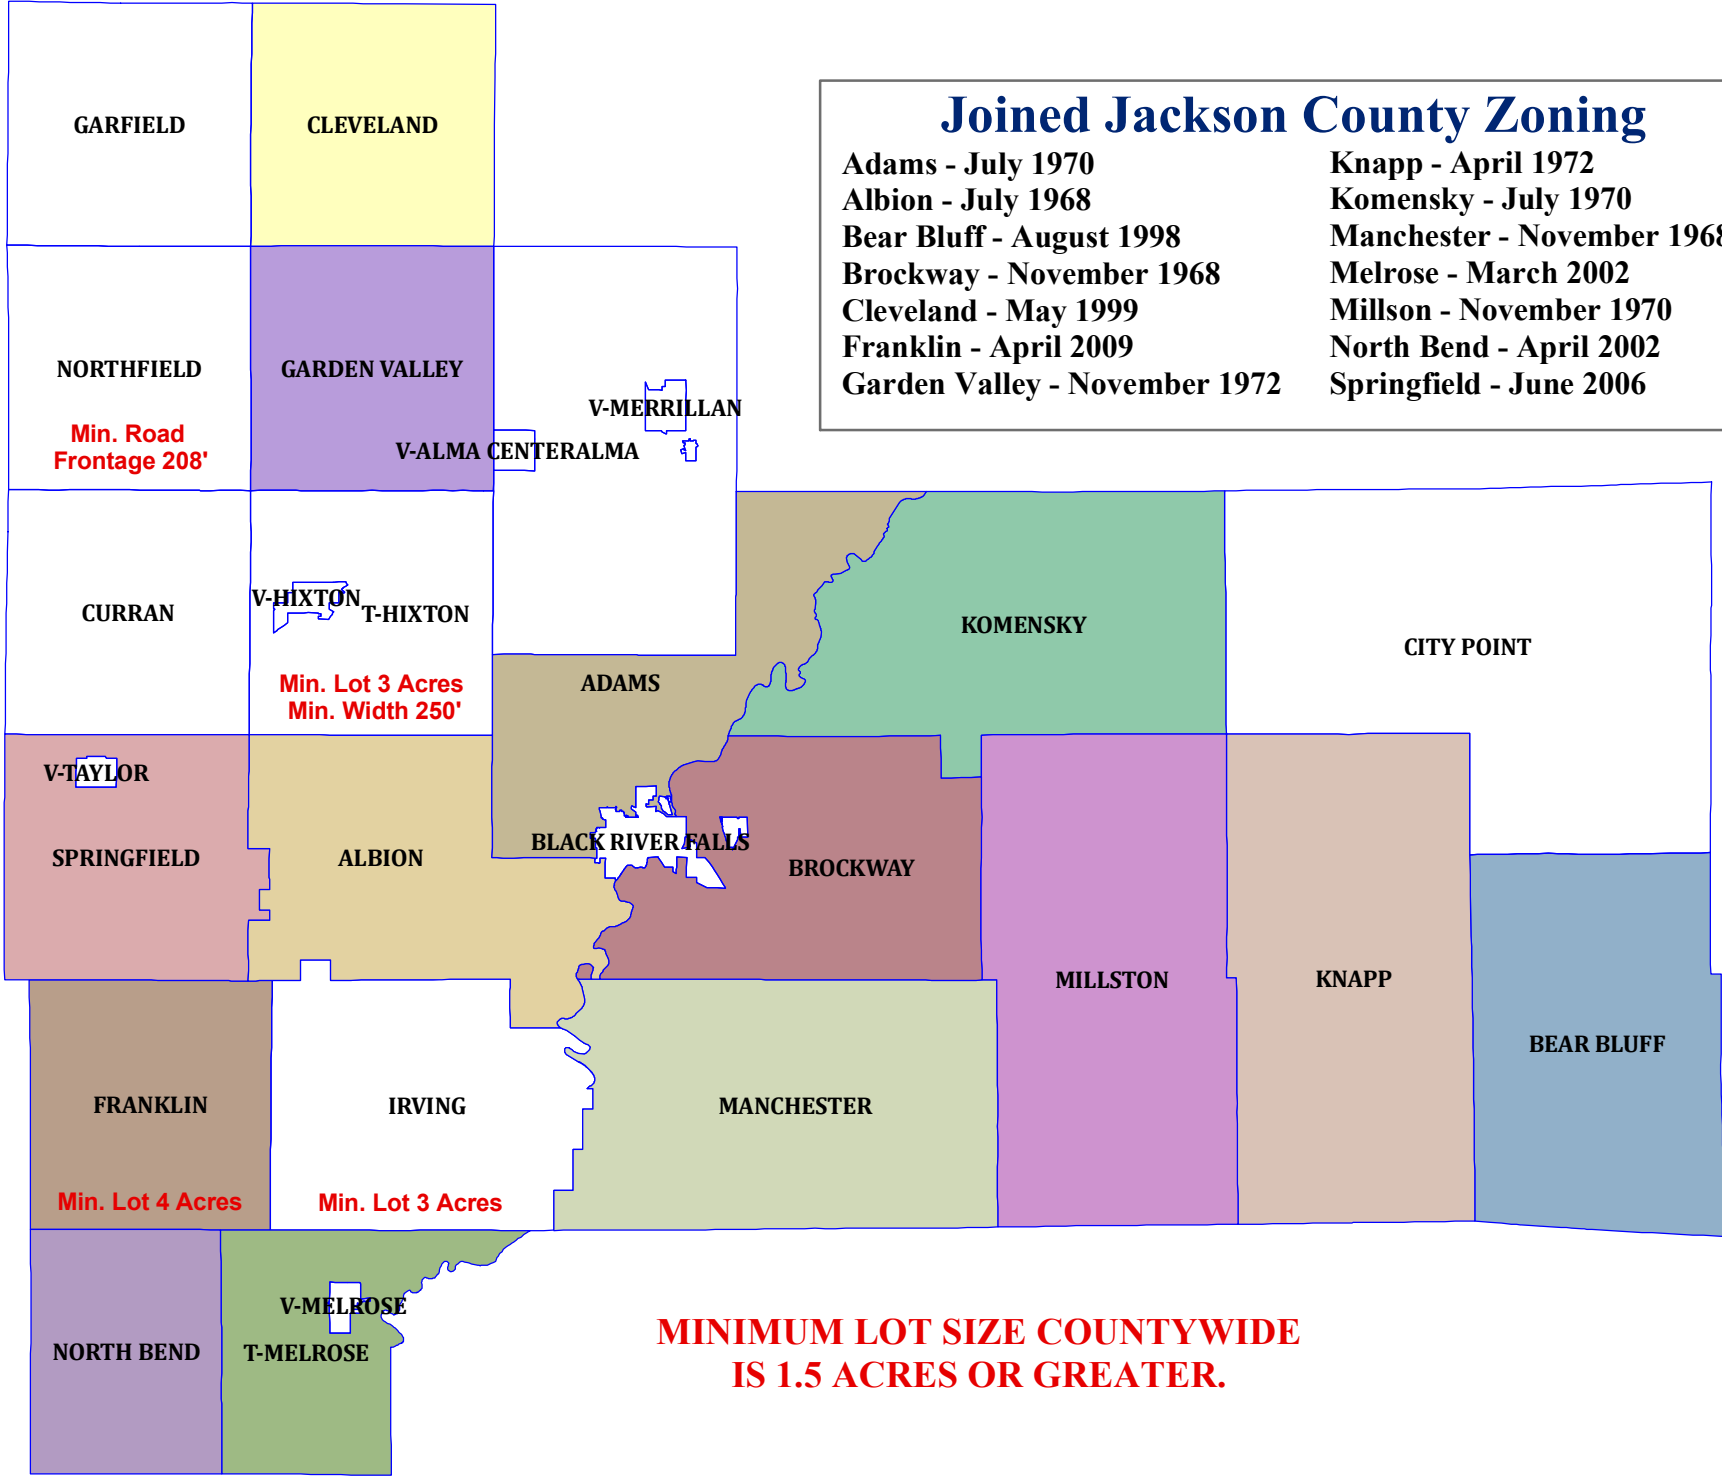 Joined Jackson County Zoning
Adams - July 1970
Albion - July 1968
Bear Bluff - August 1998
Brockway - November 1968
Cleveland - May 1999
Franklin - April 2009
Garden Valley - November 1972
Knapp - April 1972
Komensky - July 1970
Manchester - November 1968
Melrose - March 2002
Millson - November 1970
North Bend - April 2002
Springfield - June 2006
GARFIELD
CLEVELAND
NORTHFIELD
Min. Road
Frontage 208'
GARDEN VALLEY
V-MERRILLAN
V-ALMA CENTER
ALMA
CURRAN
V-HIXTON
T-HIXTON
Min. Lot 3 Acres
Min. Width 250'
ADAMS
KOMENSKY
CITY POINT
V-TAYLOR
SPRINGFIELD
ALBION
BLACK RIVER FALLS
BROCKWAY
MILLSTON
KNAPP
BEAR BLUFF
FRANKLIN
Min. Lot 4 Acres
IRVING
Min. Lot 3 Acres
MANCHESTER
NORTH BEND
V-MELROSE
T-MELROSE
MINIMUM LOT SIZE COUNTYWIDE
IS 1.5 ACRES OR GREATER.